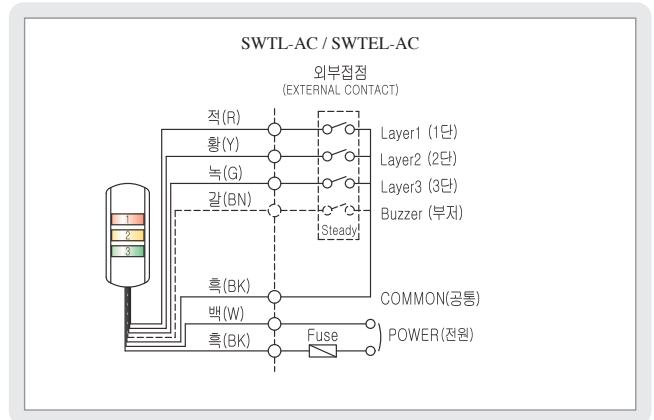 SWTL-AC / SWTEL-AC
외부접점
(EXTERNAL CONTACT)
적(R)
Layer1 (1단)
황(Y)
Layer2 (2단)
녹(G)
Layer3 (3단)
갈(BN)
Buzzer (부저)
Steady
1
2
3
흑(BK)
COMMON(공통)
백(W)
Fuse
POWER(전원)
흑(BK)